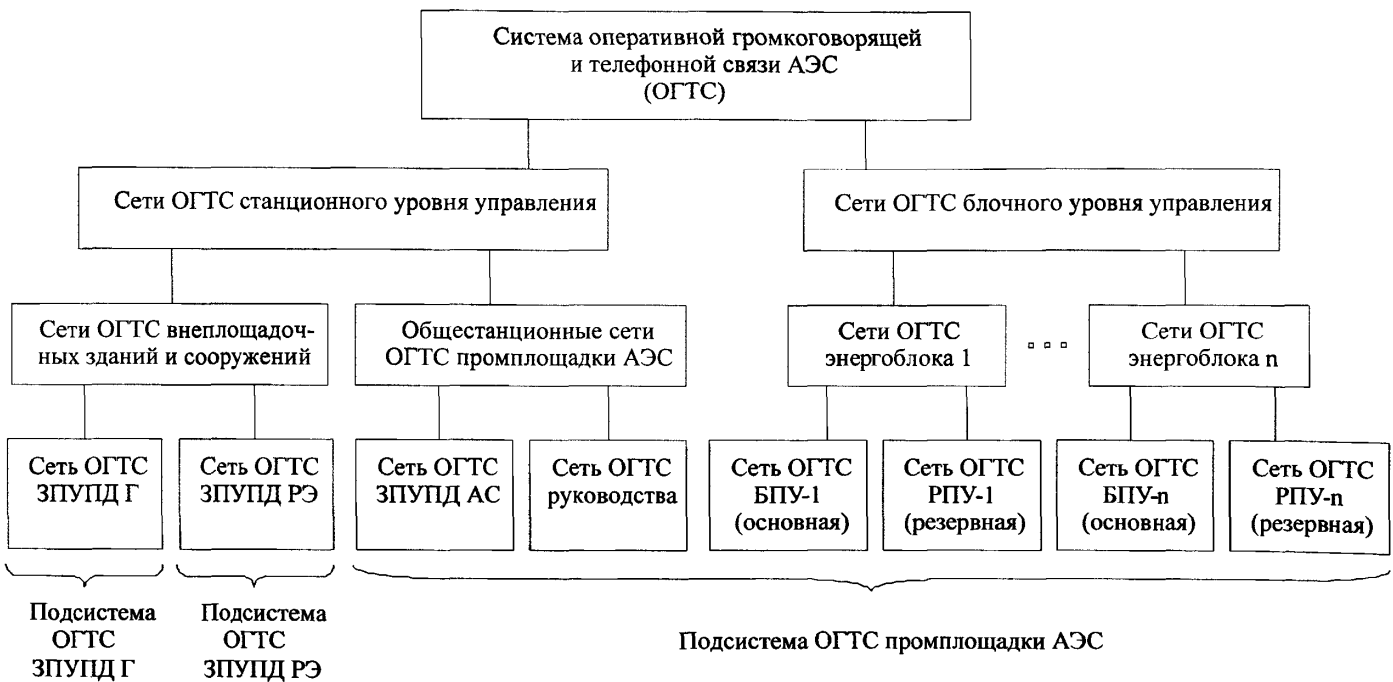 Система оперативной громкоговорящей
и телефонной связи АЭС
(ОГТС)
Сети ОГТС станционного уровня управления
Сети ОГТС блочного уровня управления
Сети ОГТС внеплощадоч-
ных зданий и сооружений
Общестанционные сети
ОГТС промплощадки АЭС
Сети ОГТС
энергоблока 1
Сети ОГТС
энергоблока n
Сеть ОГТС
ЗПУПД Г
Сеть ОГТС
ЗПУПД РЭ
Сеть ОГТС
ЗПУПД АС
Сеть ОГТС
руководства
Сеть ОГТС
БПУ-1
(основная)
Сеть ОГТС
РПУ-1
(резервная)
Сеть ОГТС
БПУ-n
(основная)
Сеть ОГТС
РПУ-n
(резервная)
Подсистема
ОГТС
ЗПУПД Г
Подсистема
ОГТС
ЗПУПД РЭ
Подсистема ОГТС промплощадки АЭС